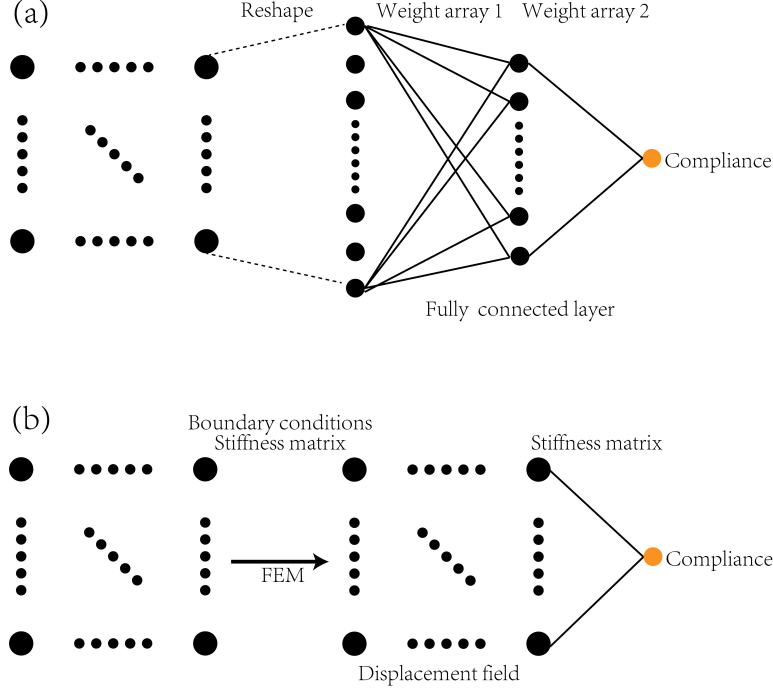 (a)
Reshape
Weight array 1
Weight array 2
Compliance
Fully connected layer
(b)
Boundary conditions
Stiffness matrix
Stiffness matrix
FEM
Compliance
Displacement field